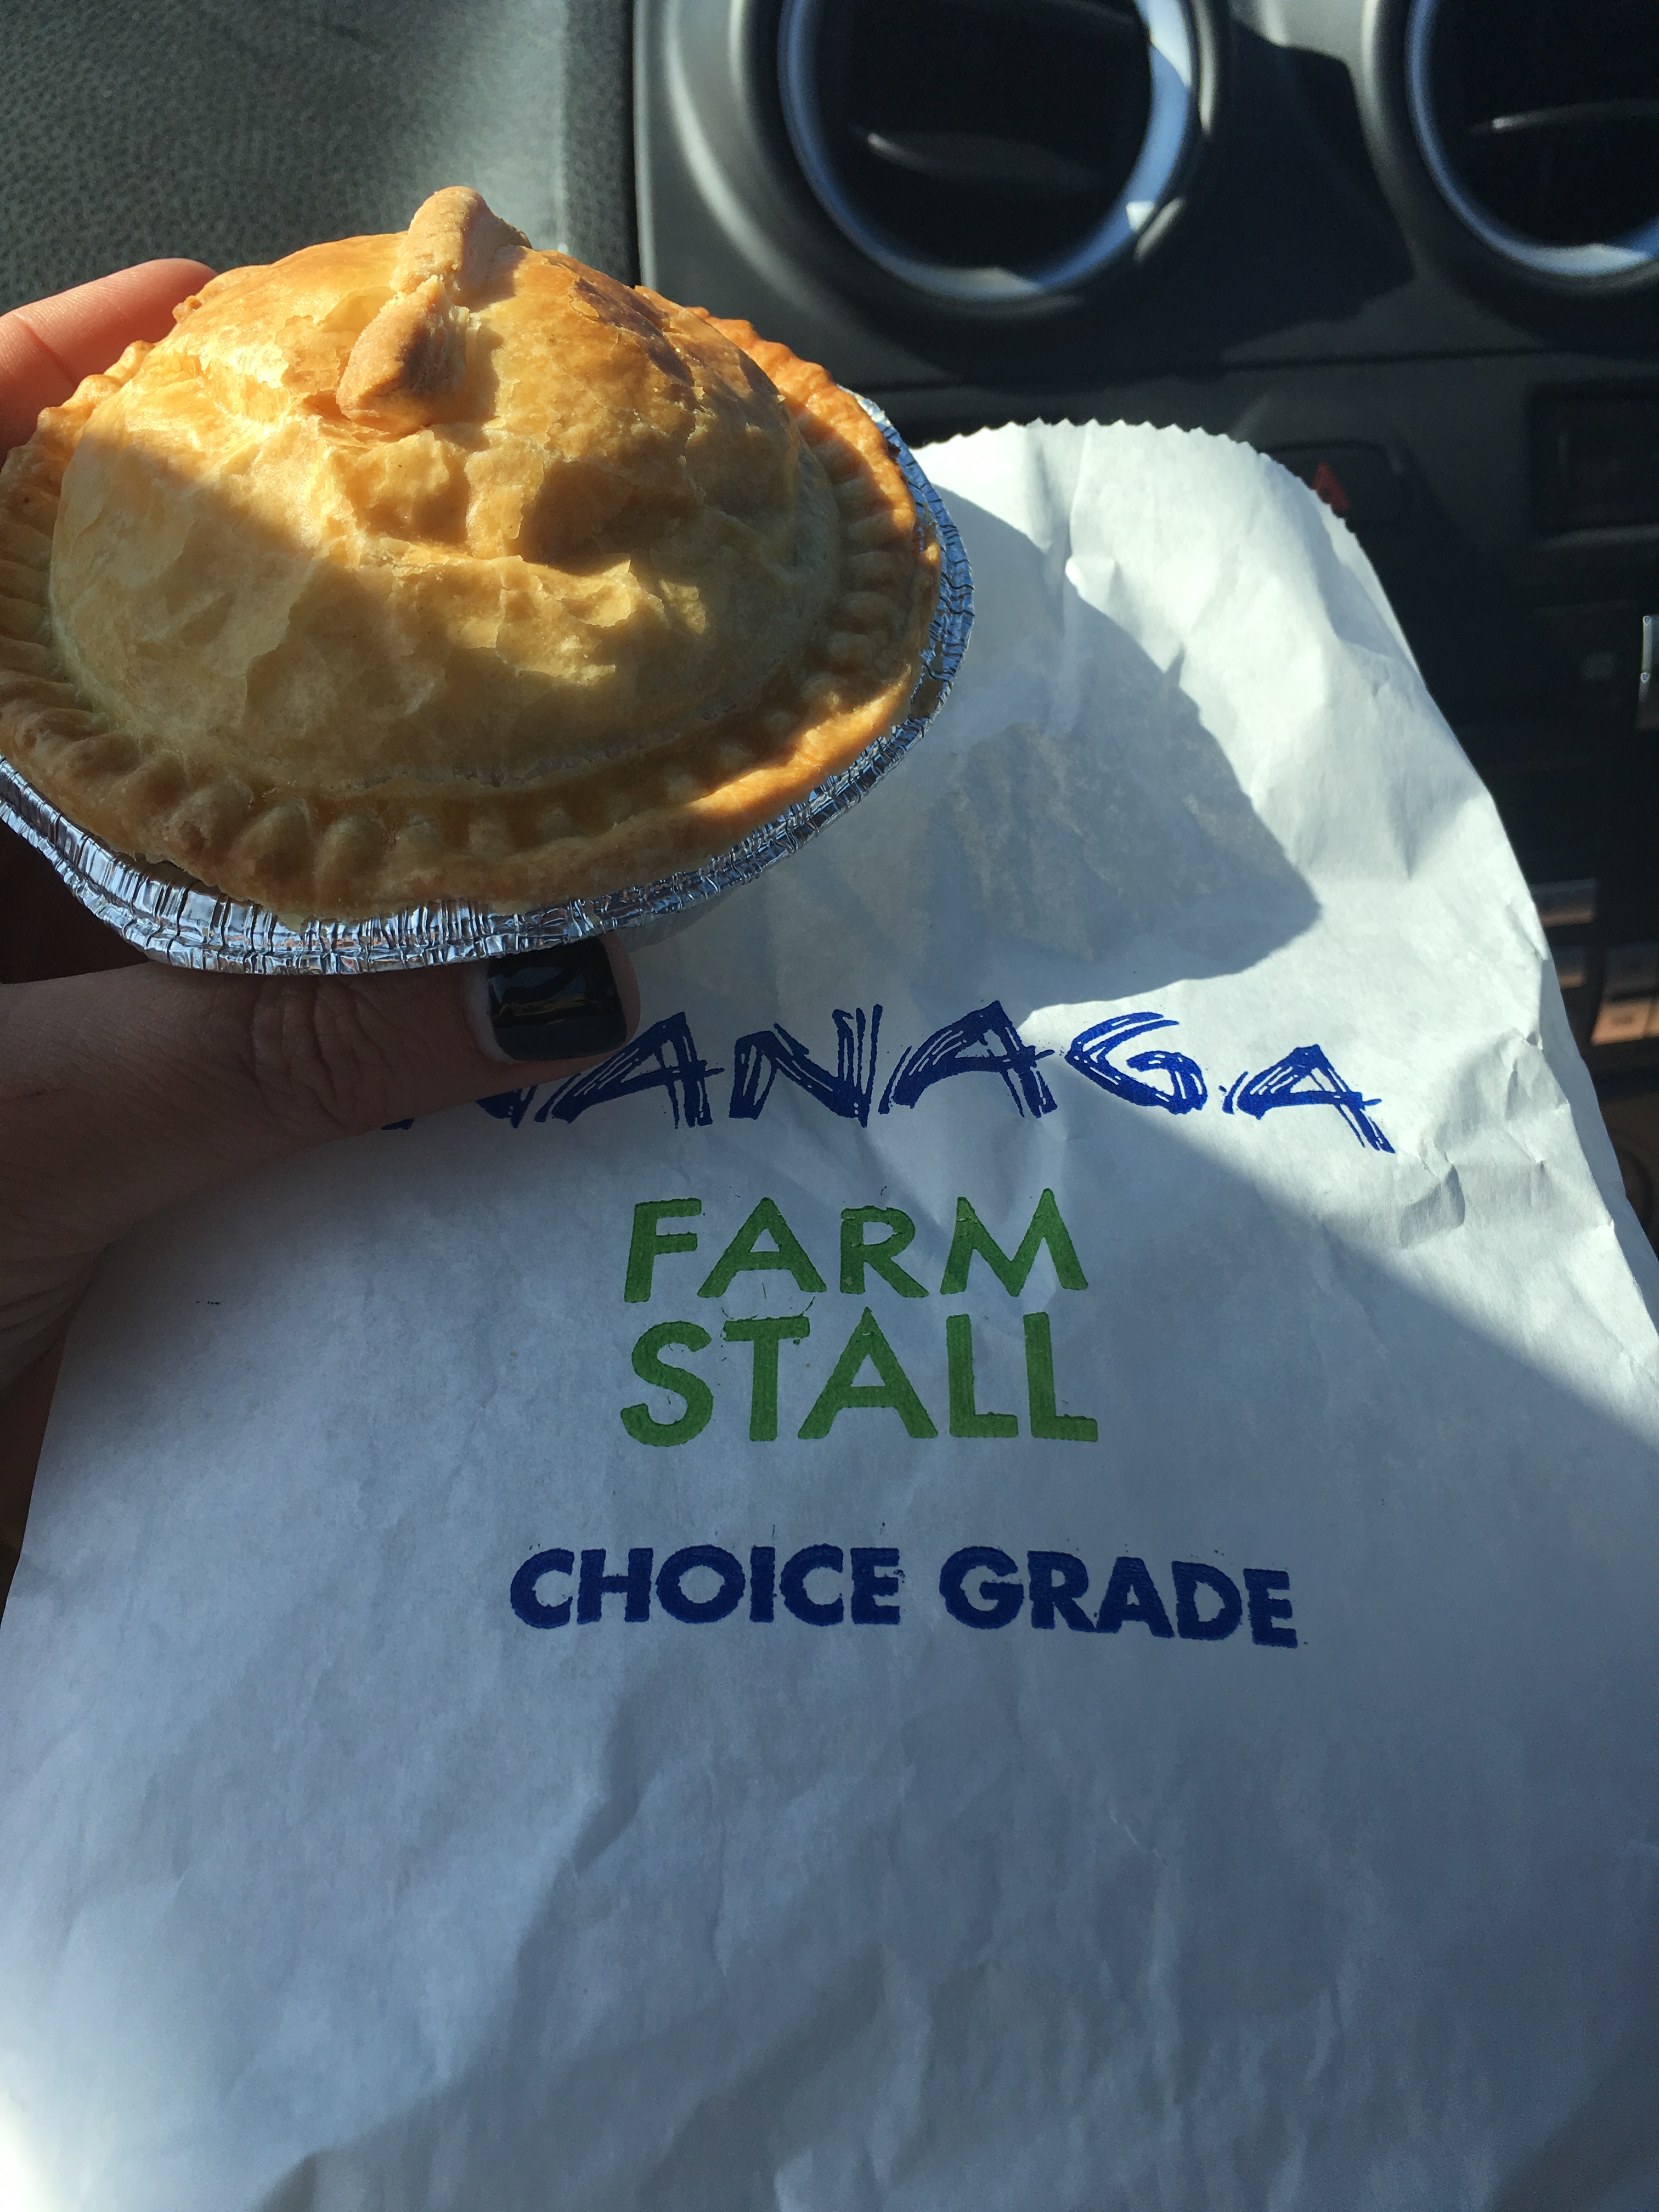 NANAGA
FARM
STALL
CHOICE GRADE